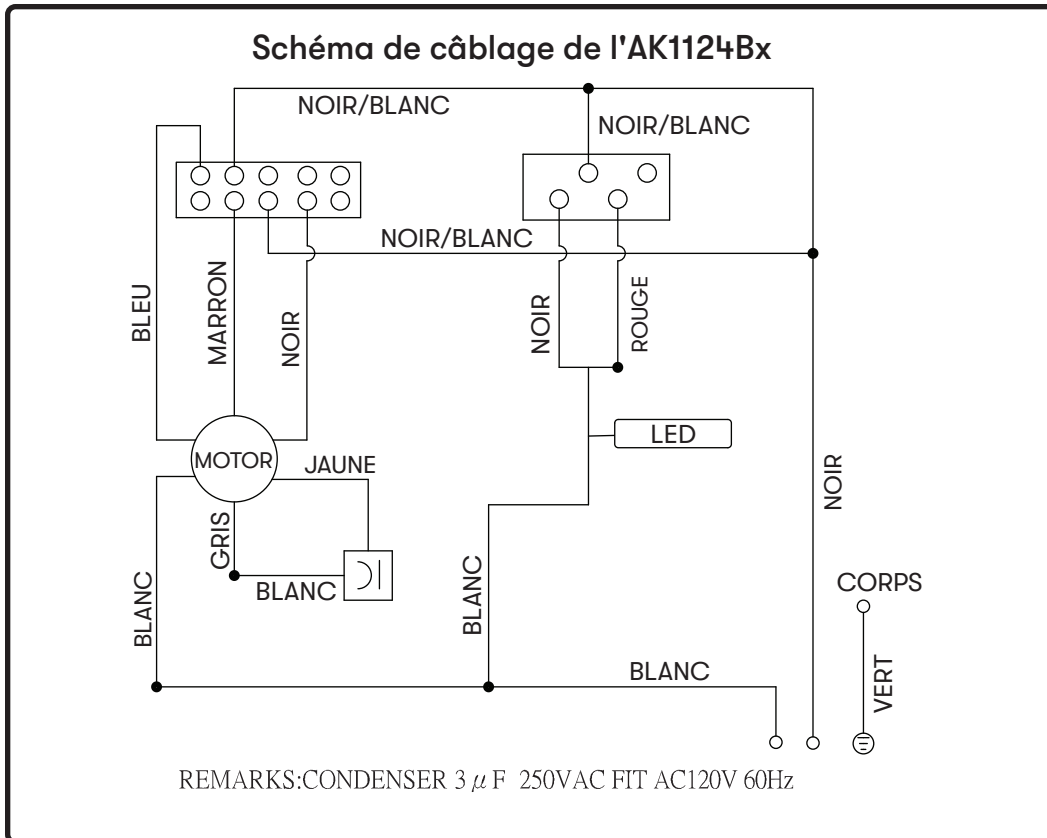 Schéma de câblage de l'AK1124Bx
NOIR/BLANC
NOIR/BLANC
NOIR/BLANC
BLEU
MARRON
NOIR
NOIR
ROUGE
LED
MOTOR
JAUNE
NOIR
GRIS
BLANC
BLANC
BLANC
CORPS
BLANC
VERT
REMARKS:CONDENSER 3 μ F 250VAC FIT AC120V 60Hz